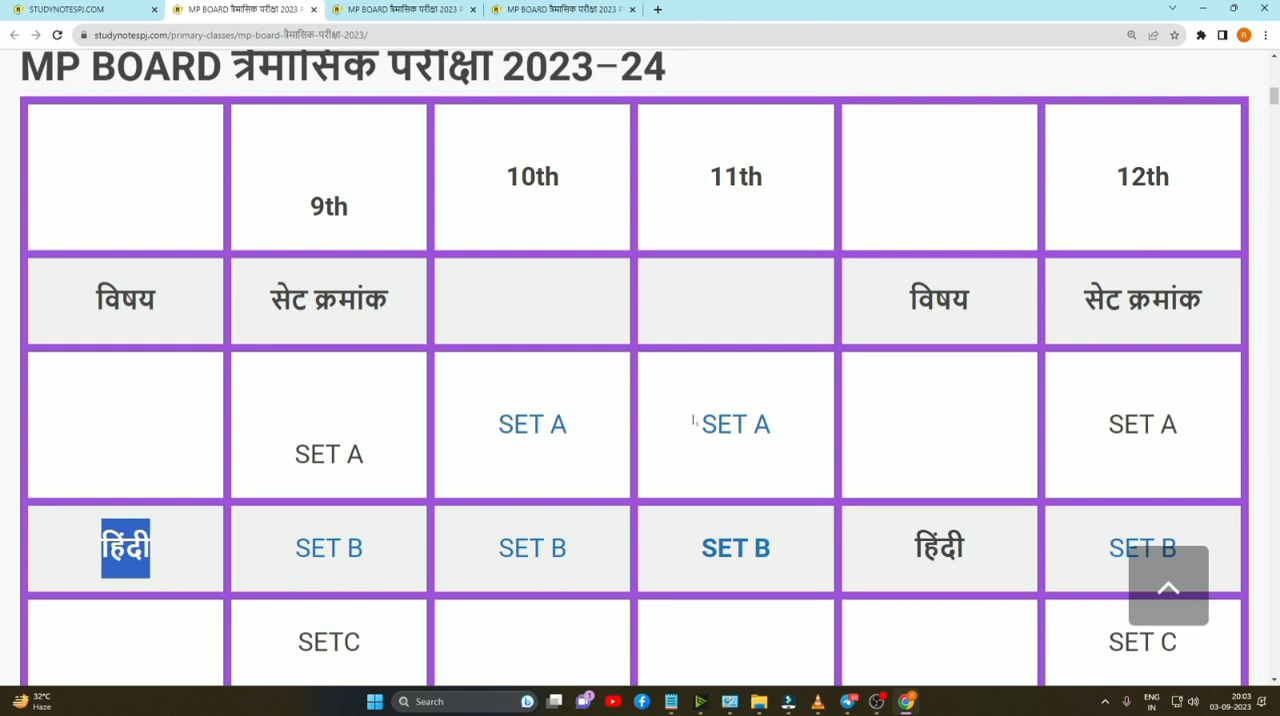 STUDYNOTESPJ.COM
MP BOARD त्रैमासिक परीक्षा 2023 F
MP BOARD त्रैमासिक परीक्षा 2023 F
MP BOARD त्रैमासिक परीक्षा 2023 F
studynotespj.com/primary-classes/mp-board-त्रैमासिक-परीक्षा-2023/
R
MP BOARD त्रैमासिक परीक्षा 2023–24
9th 10th 11th 12th
विषय सेट क्रमांक विषय सेट क्रमांक
SET A SET A SET A SET A
हिंदी SET B SET B SET B हिंदी SET B
SETC SET C
32°C
Haze
Search
ENG
IN
20:03
03-09-2023